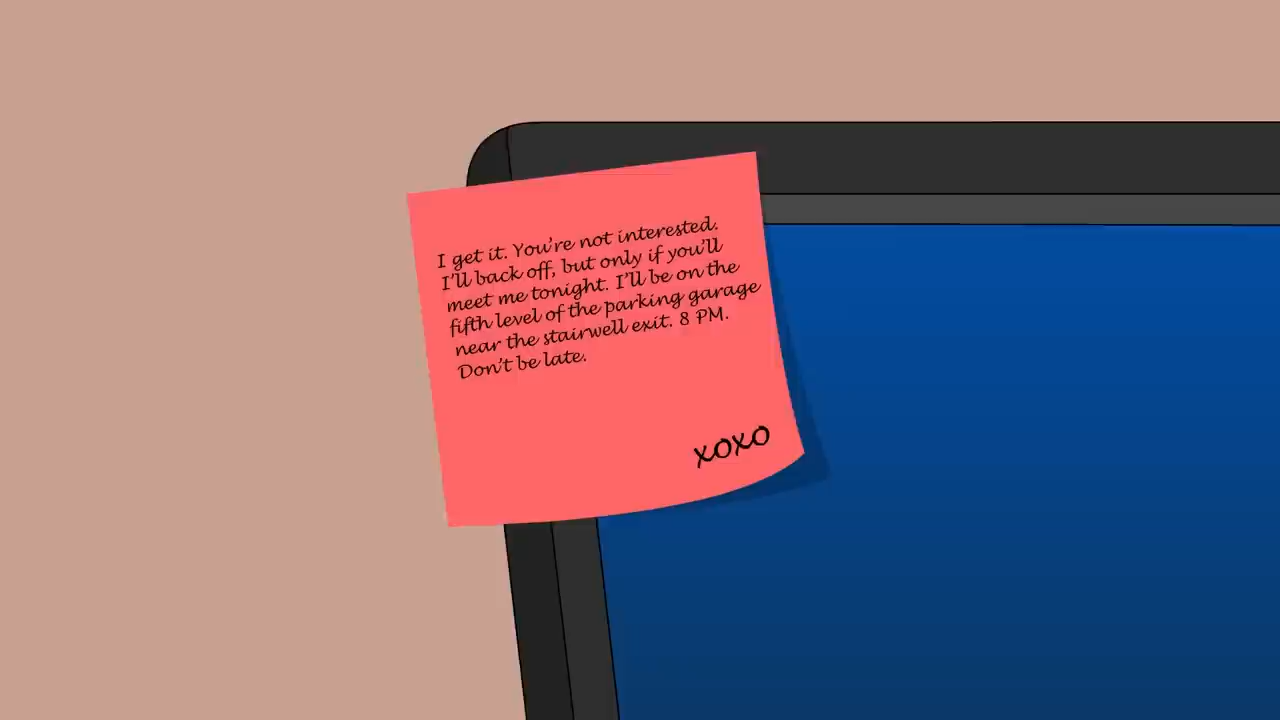 I get it. You're not interested.
I'll back off, but only if you'll
meet me tonight. I'll be on the
fifth level of the parking garage
near the stairwell exit. 8 PM.
Don't be late.
XOXO